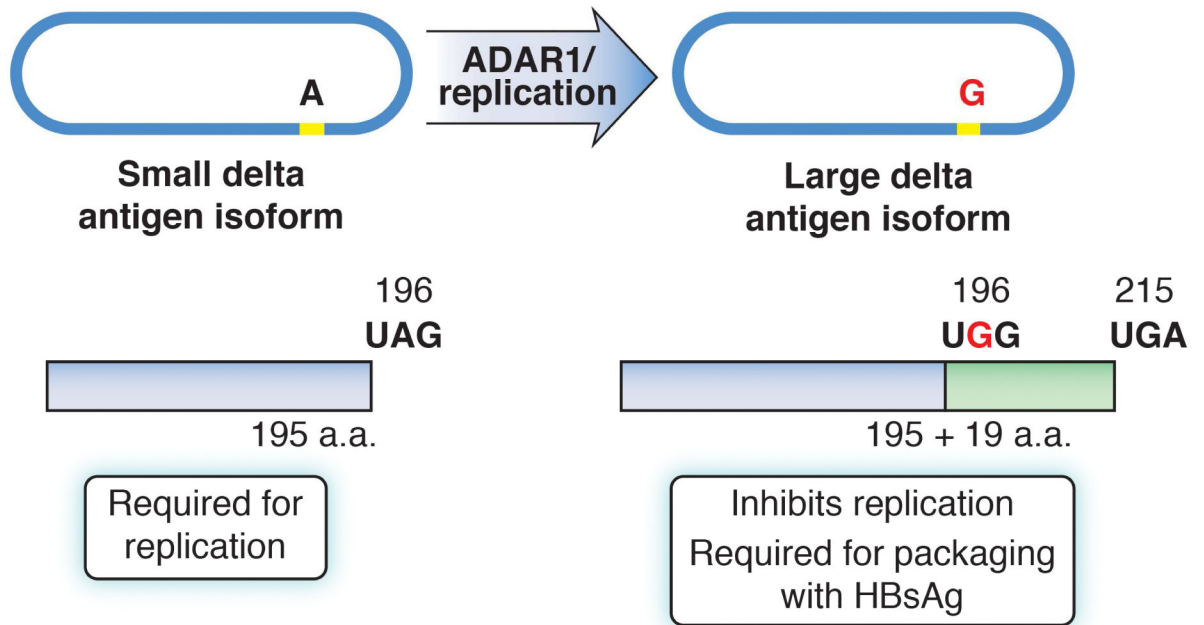 A
ADAR1/
replication
G
Small delta
antigen isoform
Large delta
antigen isoform
196
UAG
195 a.a.
196
UGG
215
UGA
195 + 19 a.a.
Required for
replication
Inhibits replication
Required for packaging
with HBsAg